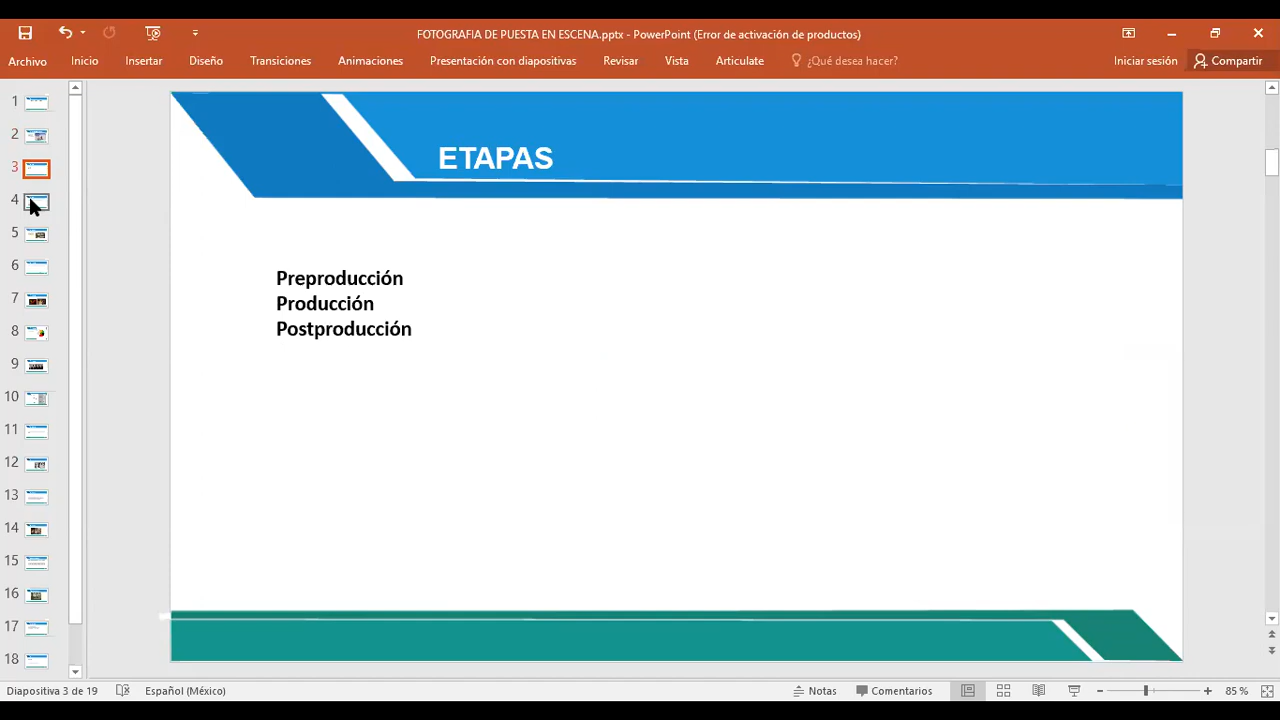 FOTOGRAFIA DE PUESTA EN ESCENA.pptx - PowerPoint (Error de activación de productos)
Archivo Inicio Insertar Diseño Transiciones Animaciones Presentación con diapositivas Revisar Vista Articulate ¿Qué desea hacer? Iniciar sesión Compartir
1
2
3
4
5
6
7
8
9
10
11
12
13
14
15
16
17
18
ETAPAS
Preproducción
Producción
Postproducción
Diapositiva 3 de 19 Español (México) Notas Comentarios 85 %